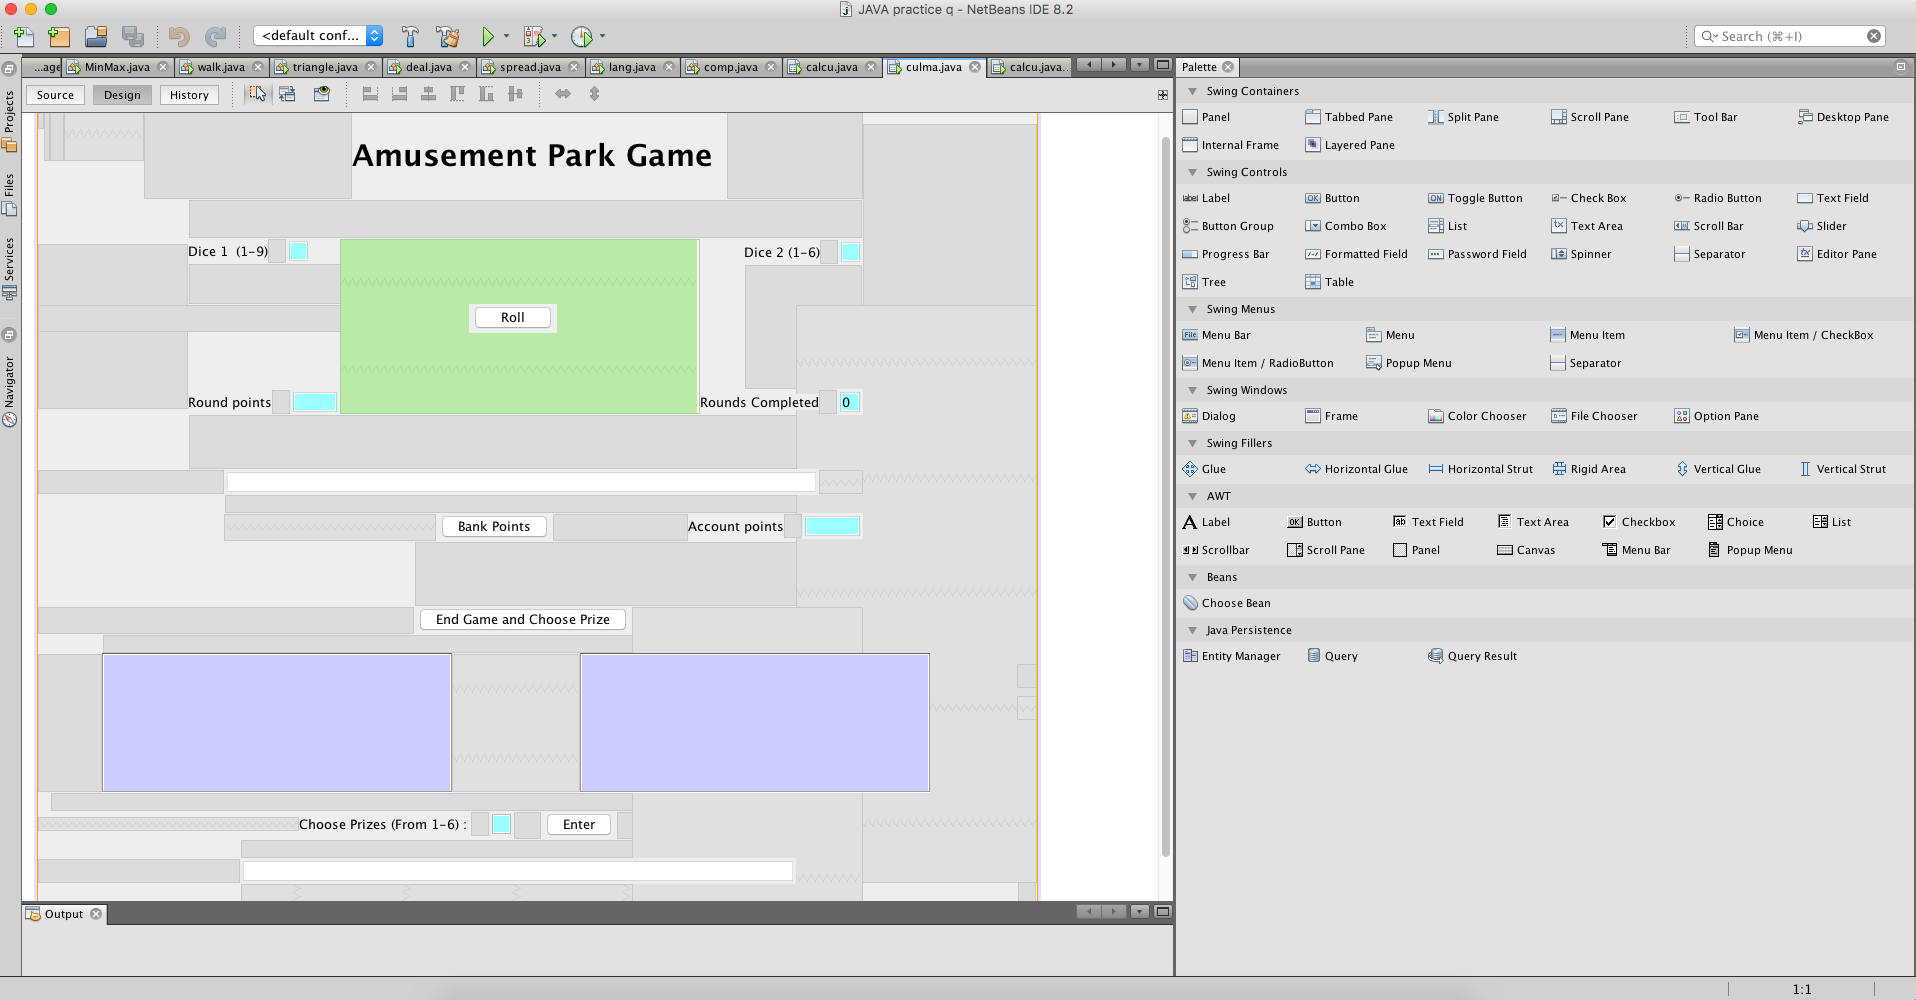 JAVA practice q - NetBeans IDE 8.2
<default conf...
Search (⌘+I)
...age MinMax.java walk.java triangle.java deal.java spread.java lang.java comp.java calcu.java culma.java calcu.java...
Source Design History
Projects
Files
Services
Navigator
Amusement Park Game
Dice 1 (1-9)
Dice 2 (1-6)
Roll
Round points
Rounds Completed 0
Bank Points
Account points
End Game and Choose Prize
Choose Prizes (From 1-6) :
Enter
Output
Palette
Swing Containers
Panel Tabbed Pane Split Pane Scroll Pane Tool Bar Desktop Pane
Internal Frame Layered Pane
Swing Controls
label Label OK Button ON Toggle Button Check Box Radio Button Text Field
Button Group Combo Box List Text Area Scroll Bar Slider
Progress Bar Formatted Field Password Field Spinner Separator Editor Pane
Tree Table
Swing Menus
File Menu Bar Menu Menu Item Menu Item / CheckBox
Menu Item / RadioButton Popup Menu Separator
Swing Windows
Dialog Frame Color Chooser File Chooser Option Pane
Swing Fillers
Glue Horizontal Glue Horizontal Strut Rigid Area Vertical Glue Vertical Strut
AWT
A Label OK Button ab Text Field Text Area Checkbox Choice List
Scrollbar Scroll Pane Panel Canvas Menu Bar Popup Menu
Beans
Choose Bean
Java Persistence
Entity Manager Query Query Result
1:1